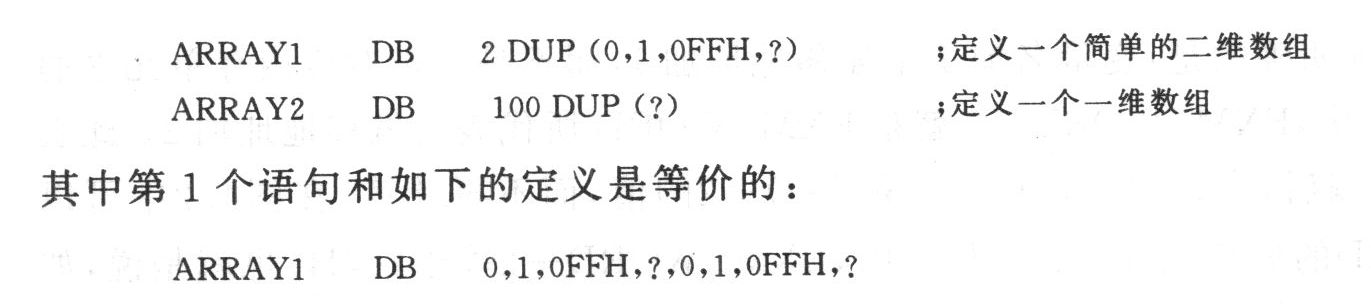 ARRAY1 DB 2 DUP (0,1,0FFH,?) ;定义一个简单的二维数组
ARRAY2 DB 100 DUP (?) ;定义一个一维数组
其中第 1 个语句和如下的定义是等价的：
ARRAY1 DB 0,1,0FFH,?,0,1,0FFH,?